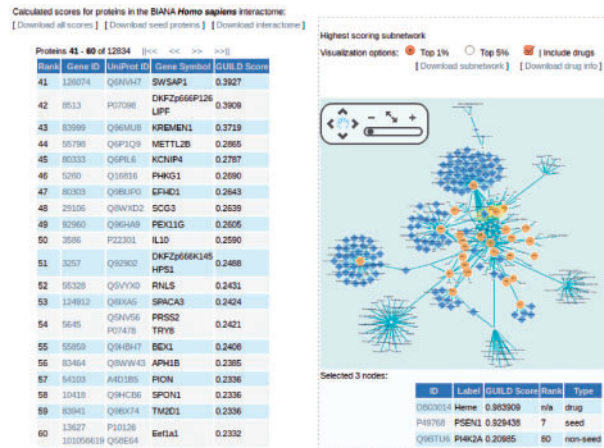 Calculated scores for proteins in the BIANA Homo sapiens interactome:
[ Download all scores ] [ Download seed proteins ] [ Download interactome ]
Proteins 41 - 60 of 12834 ||<< << >> >>||
Rank Gene ID UniProt ID Gene Symbol GUILD Score
41 126074 Q6NVH7 SWSAP1 0.3927
42 8513 P07098 DKFZp666P126 LIPF 0.3909
43 83999 Q96MU8 KREMEN1 0.3719
44 55798 Q6P1Q9 METTL2B 0.2865
45 80333 Q6PIL6 KCNIP4 0.2787
46 5260 Q16816 PHKG1 0.2690
47 80303 Q9BUP0 EFHD1 0.2643
48 29106 Q8WXD2 SCG3 0.2639
49 92960 Q96HA9 PEX11G 0.2605
50 3586 P22301 IL10 0.2590
51 3257 Q92902 DKFZp666K145 HPS1 0.2488
52 55328 Q5VYX0 RNLS 0.2431
53 124912 Q8IXA5 SPACA3 0.2424
54 5645 Q5NV56 P07478 PRSS2 TRY8 0.2421
55 55859 Q9HBH7 BEX1 0.2408
56 83464 Q8WW43 APH1B 0.2385
57 54103 A4D1B5 PION 0.2336
58 10418 Q9HCB6 SPON1 0.2336
59 83941 Q9BX74 TM2D1 0.2336
60 13627 101056619 P10126 Q58E64 Eef1a1 0.2332
Highest scoring subnetwork
Visualization options: Top 1% Top 5% | Include drugs
[ Download subnetwork ] [ Download drug info ]
Selected 3 nodes:
ID Label GUILD Score Rank Type
DB03014 Heme 0.983909 n/a drug
P49768 PSEN1 0.929438 7 seed
Q9BTU6 PI4K2A 0.20985 80 non-seed